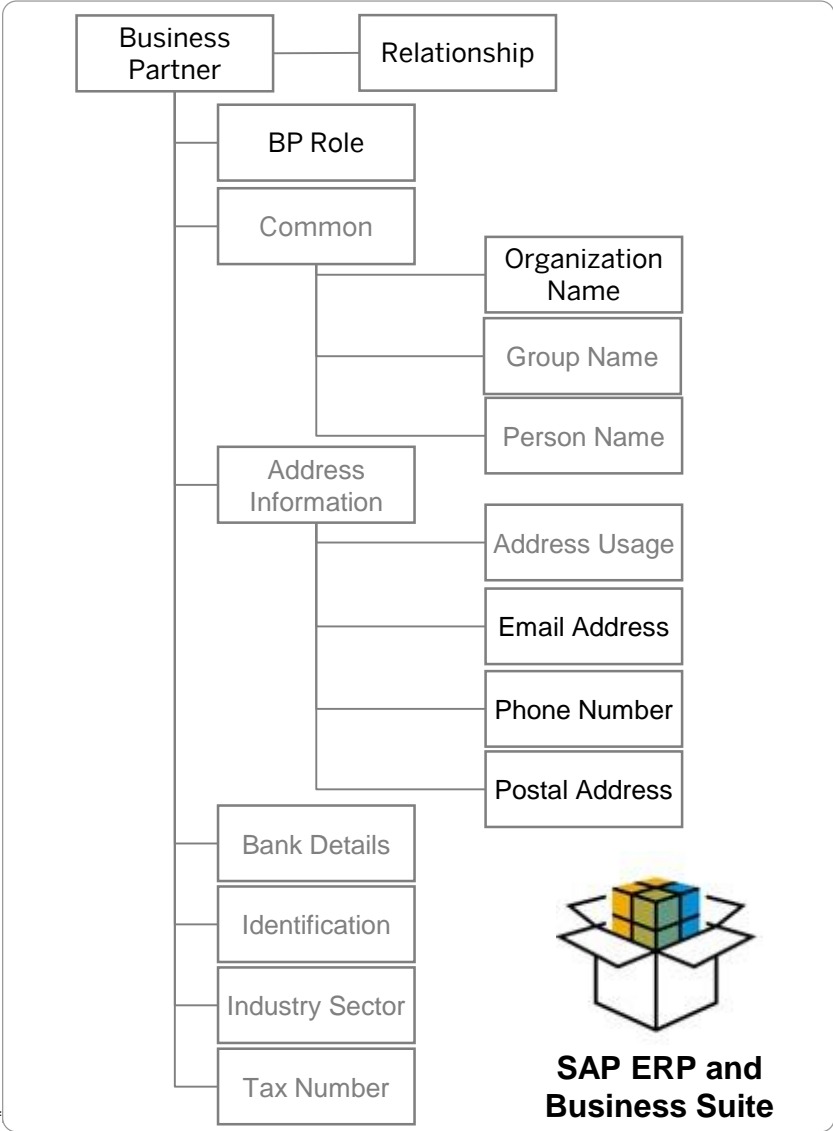 Business
Partner
Relationship
BP Role
Common
Organization
Name
Group Name
Person Name
Address
Information
Address Usage
Email Address
Phone Number
Postal Address
Bank Details
Identification
Industry Sector
Tax Number
SAP ERP and
Business Suite